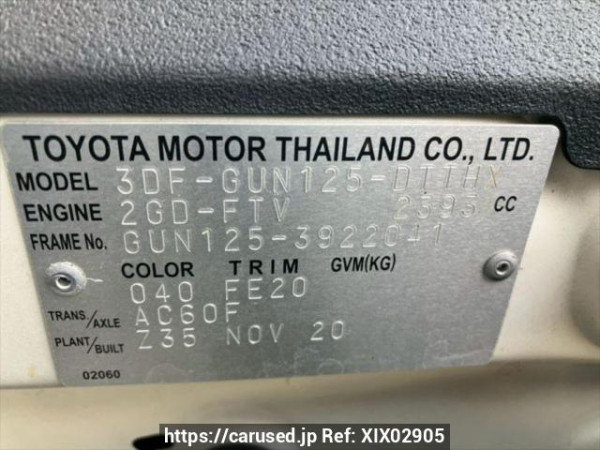 TOYOTA MOTOR THAILAND CO., LTD.
MODEL 3DF-GUN125-DTTHX
ENGINE 2GD-FTV 2393 CC
FRAME No. GUN125-3922041
COLOR TRIM GVM(KG)
040 FE20
TRANS./AXLE AC60F
PLANT/BUILT Z35 NOV 20
02060
https://carused.jp Ref: XIX02905